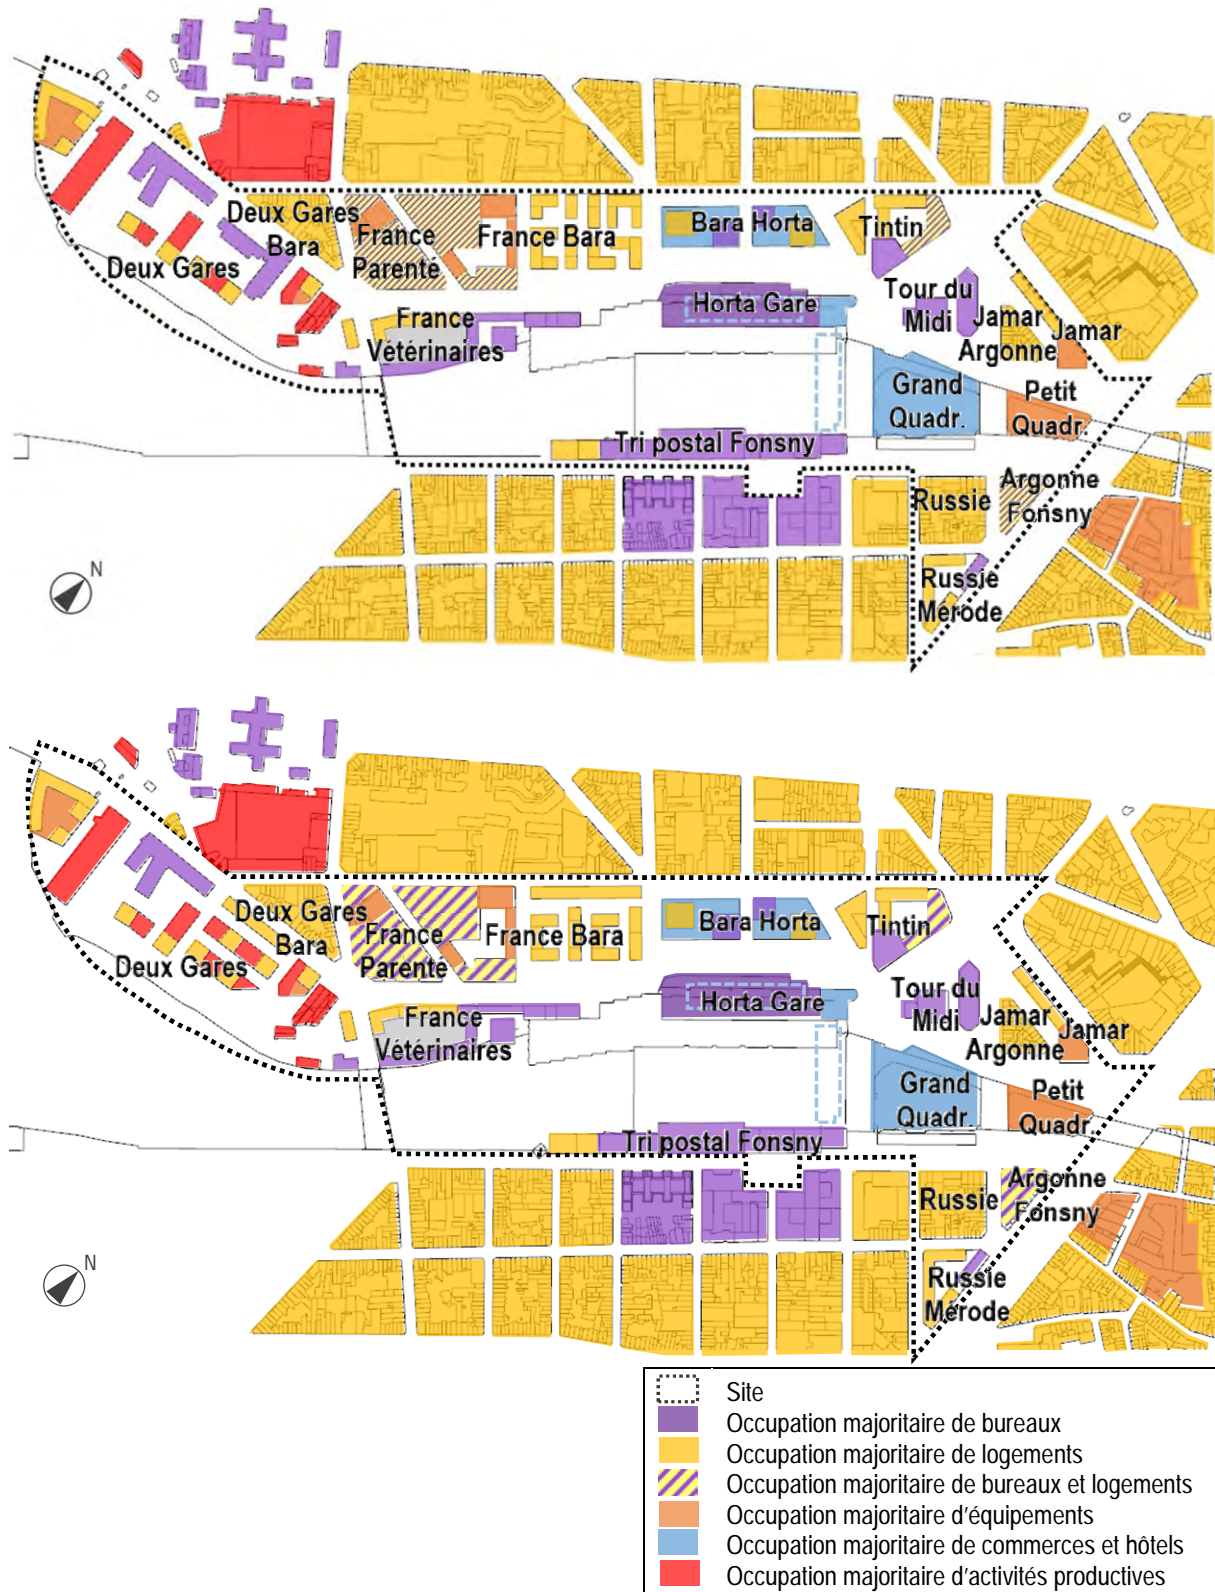 Deux Gares
Bara
France
Parenté
France Bara
Bara Horta
Tintin
Deux Gares
France
Vétérinaires
Horta Gare
Tour du
Midi
Jamar
Argonne
Jamar
Grand
Quadr.
Petit
Quadr.
Tri postal Fonsny
Russie
Argonne
Fonsny
Russie
Mérode
N
Deux Gares
Bara
France
Parente
France Bara
Bara Horta
Tintin
Deux Gares
France
Vétérinaires
Horta Gare
Tour du
Midi
Jamar
Argonne
Jamar
Grand
Quadr.
Petit
Quadr.
Tri postal Fonsny
Russie
Argonne
Fonsny
Russie
Mérode
N
Site
Occupation majoritaire de bureaux
Occupation majoritaire de logements
Occupation majoritaire de bureaux et logements
Occupation majoritaire d'équipements
Occupation majoritaire de commerces et hôtels
Occupation majoritaire d'activités productives